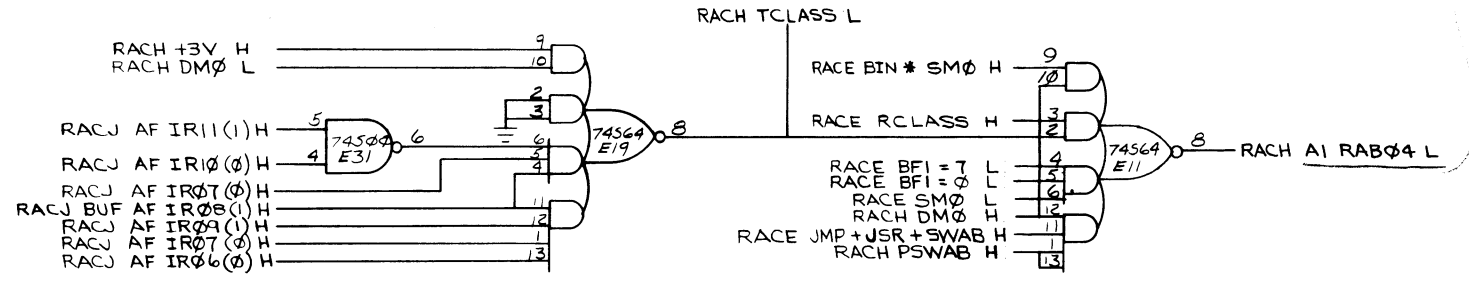 RACH TCLASS L
RACH +3V H
RACH DMØ L
9
10
2
3
RACJ AF IR11(1)H
RACJ AF IR1Ø(Ø)H
5
4
74S00
E31
6
6
5
4
74S64
E19
8
RACJ AF IRØ7(Ø)H
RACJ BUF AF IRØ8(1)H
RACJ AF IRØ9(1)H
RACJ AF IRØ7(Ø)H
RACJ AF IRØ6(Ø)H
11
12
1
13
RACE BIN * SMØ H
9
10
RACE RCLASS H
3
2
RACE BF1 = 7 L
RACE BF1 = Ø L
RACE SMØ L
RACH DMØ H
RACE JMP+JSR+SWAB H
RACH PSWAB H
4
5
6
12
11
1
13
74S64
E11
8
RACH A1 RABØ4 L